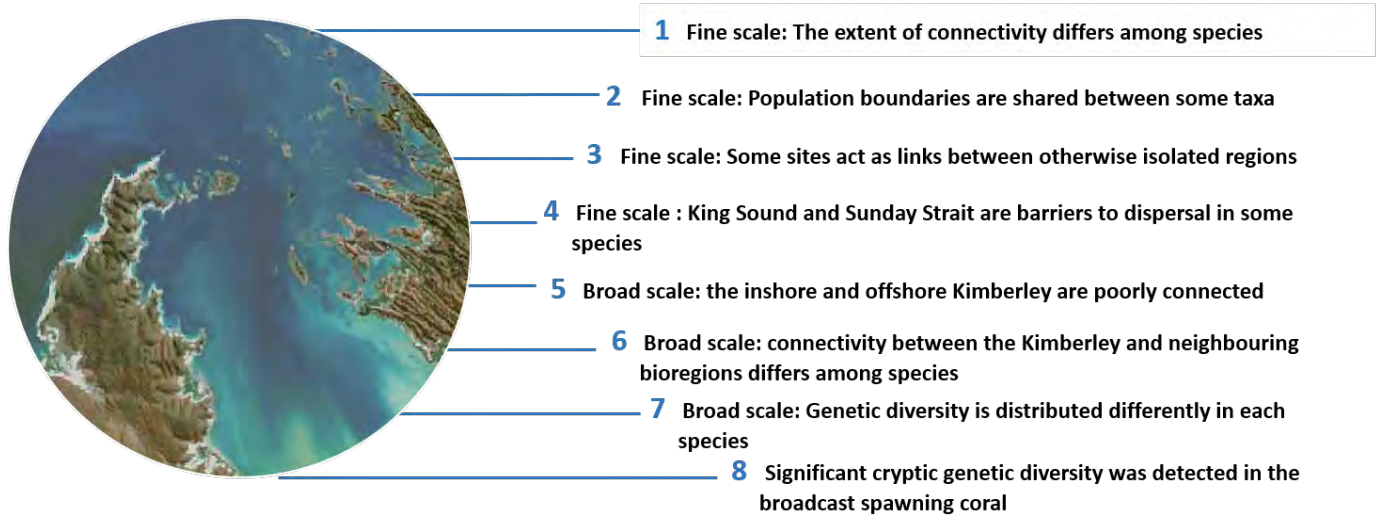 1 Fine scale: The extent of connectivity differs among species
2 Fine scale: Population boundaries are shared between some taxa
3 Fine scale: Some sites act as links between otherwise isolated regions
4 Fine scale : King Sound and Sunday Strait are barriers to dispersal in some
species
5 Broad scale: the inshore and offshore Kimberley are poorly connected
6 Broad scale: connectivity between the Kimberley and neighbouring
bioregions differs among species
7 Broad scale: Genetic diversity is distributed differently in each
species
8 Significant cryptic genetic diversity was detected in the
broadcast spawning coral